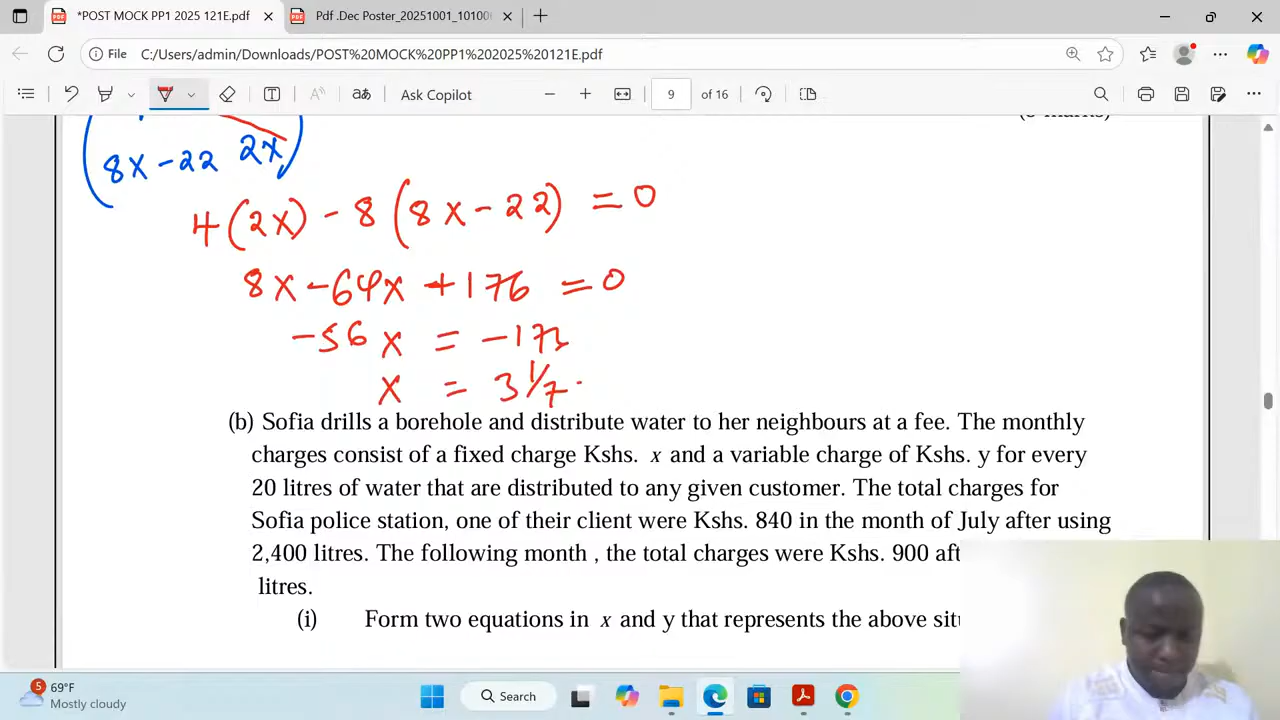 *POST MOCK PP1 2025 121E.pdf
Pdf .Dec Poster_20251001_10100
File C:/Users/admin/Downloads/POST%20MOCK%20PP1%202025%20121E.pdf
aあ Ask Copilot 9 of 16
8x -22 2x
4(2x) - 8(8x - 22) = 0
8x - 64x + 176 = 0
-56x = -176
x = 3 1/7
(b) Sofia drills a borehole and distribute water to her neighbours at a fee. The monthly
charges consist of a fixed charge Kshs. x and a variable charge of Kshs. y for every
20 litres of water that are distributed to any given customer. The total charges for
Sofia police station, one of their client were Kshs. 840 in the month of July after using
2,400 litres. The following month , the total charges were Kshs. 900 aft
litres.
(i) Form two equations in x and y that represents the above situ
5 69°F
Mostly cloudy
Search